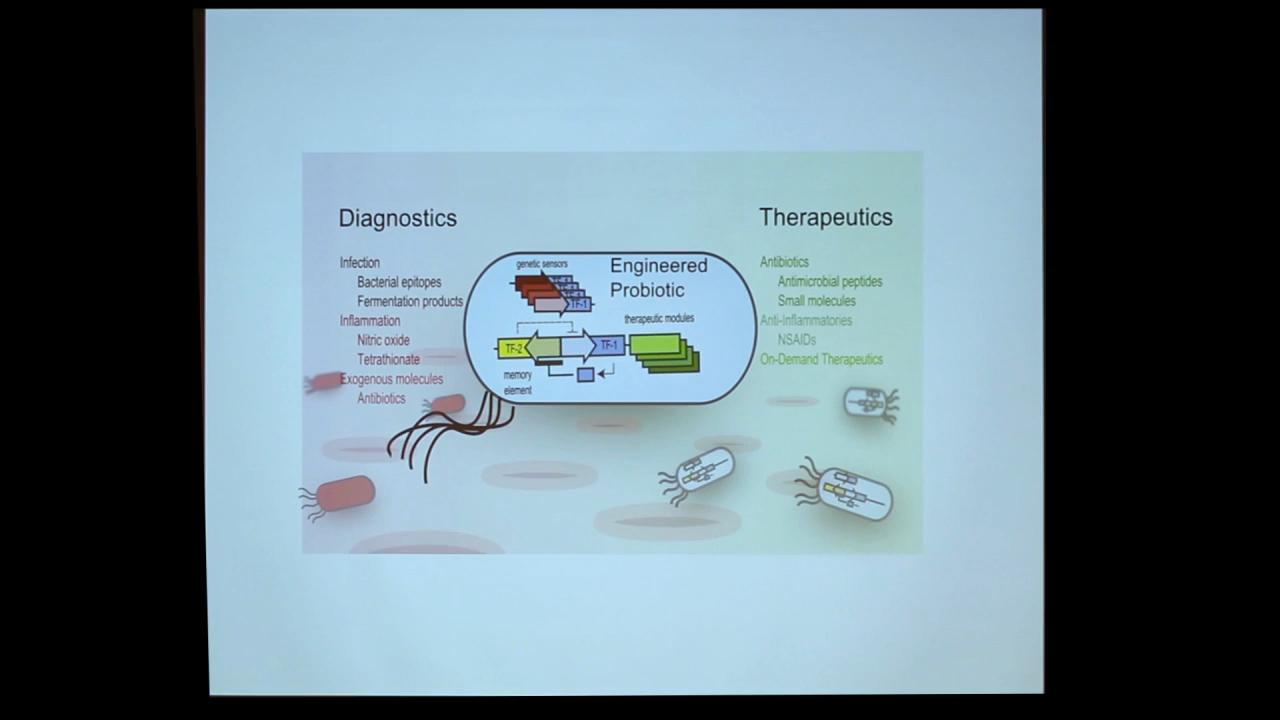 Diagnostics
Infection
Bacterial epitopes
Fermentation products
Inflammation
Nitric oxide
Tetrathionate
Exogenous molecules
Antibiotics
genetic sensors
TF-1
Engineered
Probiotic
therapeutic modules
TF-2
TF-1
memory
element
Therapeutics
Antibiotics
Antimicrobial peptides
Small molecules
Anti-Inflammatories
NSAIDs
On-Demand Therapeutics